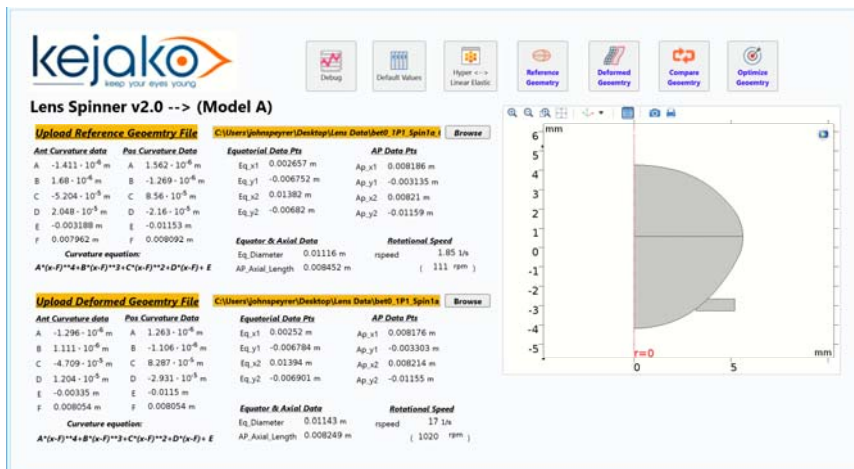 kejako
keep your eyes young
Debug
Default Values
Hyper <-->
Linear Elastic
Reference
Geometry
Deformed
Geoemtry
Compare
Geoemtry
Optimize
Geoemtry
Lens Spinner v2.0 --> (Model A)
Upload Reference Geoemtry File
C:\Users\johnspeyrer\Desktop\Lens Data\bet0_1P1_Spin1a_
Browse
Ant Curvature data Pos Curvature Data Equatorial Data Pts AP Data Pts
A -1.411·10⁻⁶ m A 1.562·10⁻⁶ m Eq_x1 0.002657 m Ap_x1 0.008186 m
B 1.68·10⁻⁶ m B -1.269·10⁻⁶ m Eq_y1 -0.006752 m Ap_y1 -0.003135 m
C -5.204·10⁻⁵ m C 8.56·10⁻⁵ m Eq_x2 0.01382 m Ap_x2 0.00821 m
D 2.048·10⁻⁵ m D -2.16·10⁻⁵ m Eq_y2 -0.00682 m Ap_y2 -0.01159 m
E -0.003188 m E -0.01153 m
F 0.007962 m F 0.008092 m
Equator & Axial Data Rotational Speed
Curvature equation:
Eq_Diameter 0.01116 m rspeed 1.85 1/s
A*(x-F)**4+B*(x-F)**3+C*(x-F)**2+D*(x-F)+ E
AP_Axial_Length 0.008452 m ( 111 rpm )
Upload Deformed Geoemtry File
C:\Users\johnspeyrer\Desktop\Lens Data\bet0_1P1_Spin1a
Browse
Ant Curvature data Pos Curvature Data Equatorial Data Pts AP Data Pts
A -1.296·10⁻⁶ m A 1.263·10⁻⁶ m Eq_x1 0.00252 m Ap_x1 0.008176 m
B 1.111·10⁻⁶ m B -1.106·10⁻⁶ m Eq_y1 -0.006784 m Ap_y1 -0.003303 m
C -4.709·10⁻⁵ m C 8.287·10⁻⁵ m Eq_x2 0.01394 m Ap_x2 0.008214 m
D 1.204·10⁻⁵ m D -2.931·10⁻⁵ m Eq_y2 -0.006901 m Ap_y2 -0.01155 m
E -0.00335 m E -0.0115 m
F 0.008054 m F 0.008054 m
Equator & Axial Data Rotational Speed
Curvature equation:
Eq_Diameter 0.01143 m rspeed 17 1/s
A*(x-F)**4+B*(x-F)**3+C*(x-F)**2+D*(x-F)+ E
AP_Axial_Length 0.008249 m ( 1020 rpm )
mm
6
5
4
3
2
1
0
-1
-2
-3
-4
-5
r=0
mm
0 5